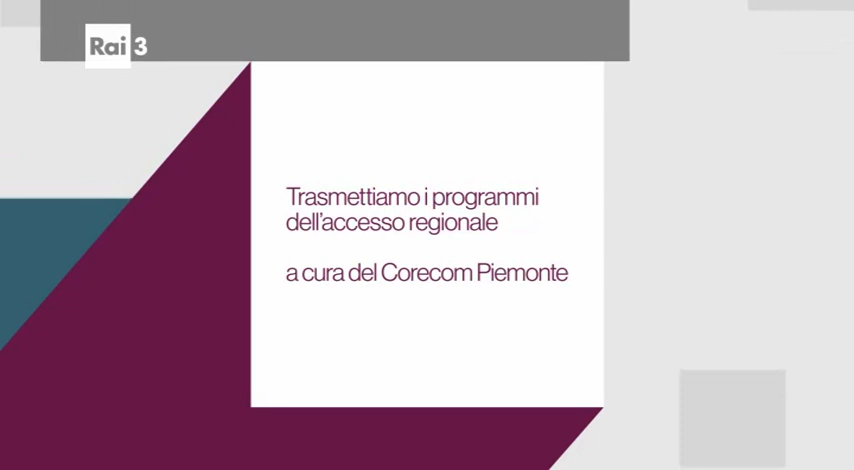 Rai 3
Trasmettiamo i programmi
dell'accesso regionale
a cura del Corecom Piemonte